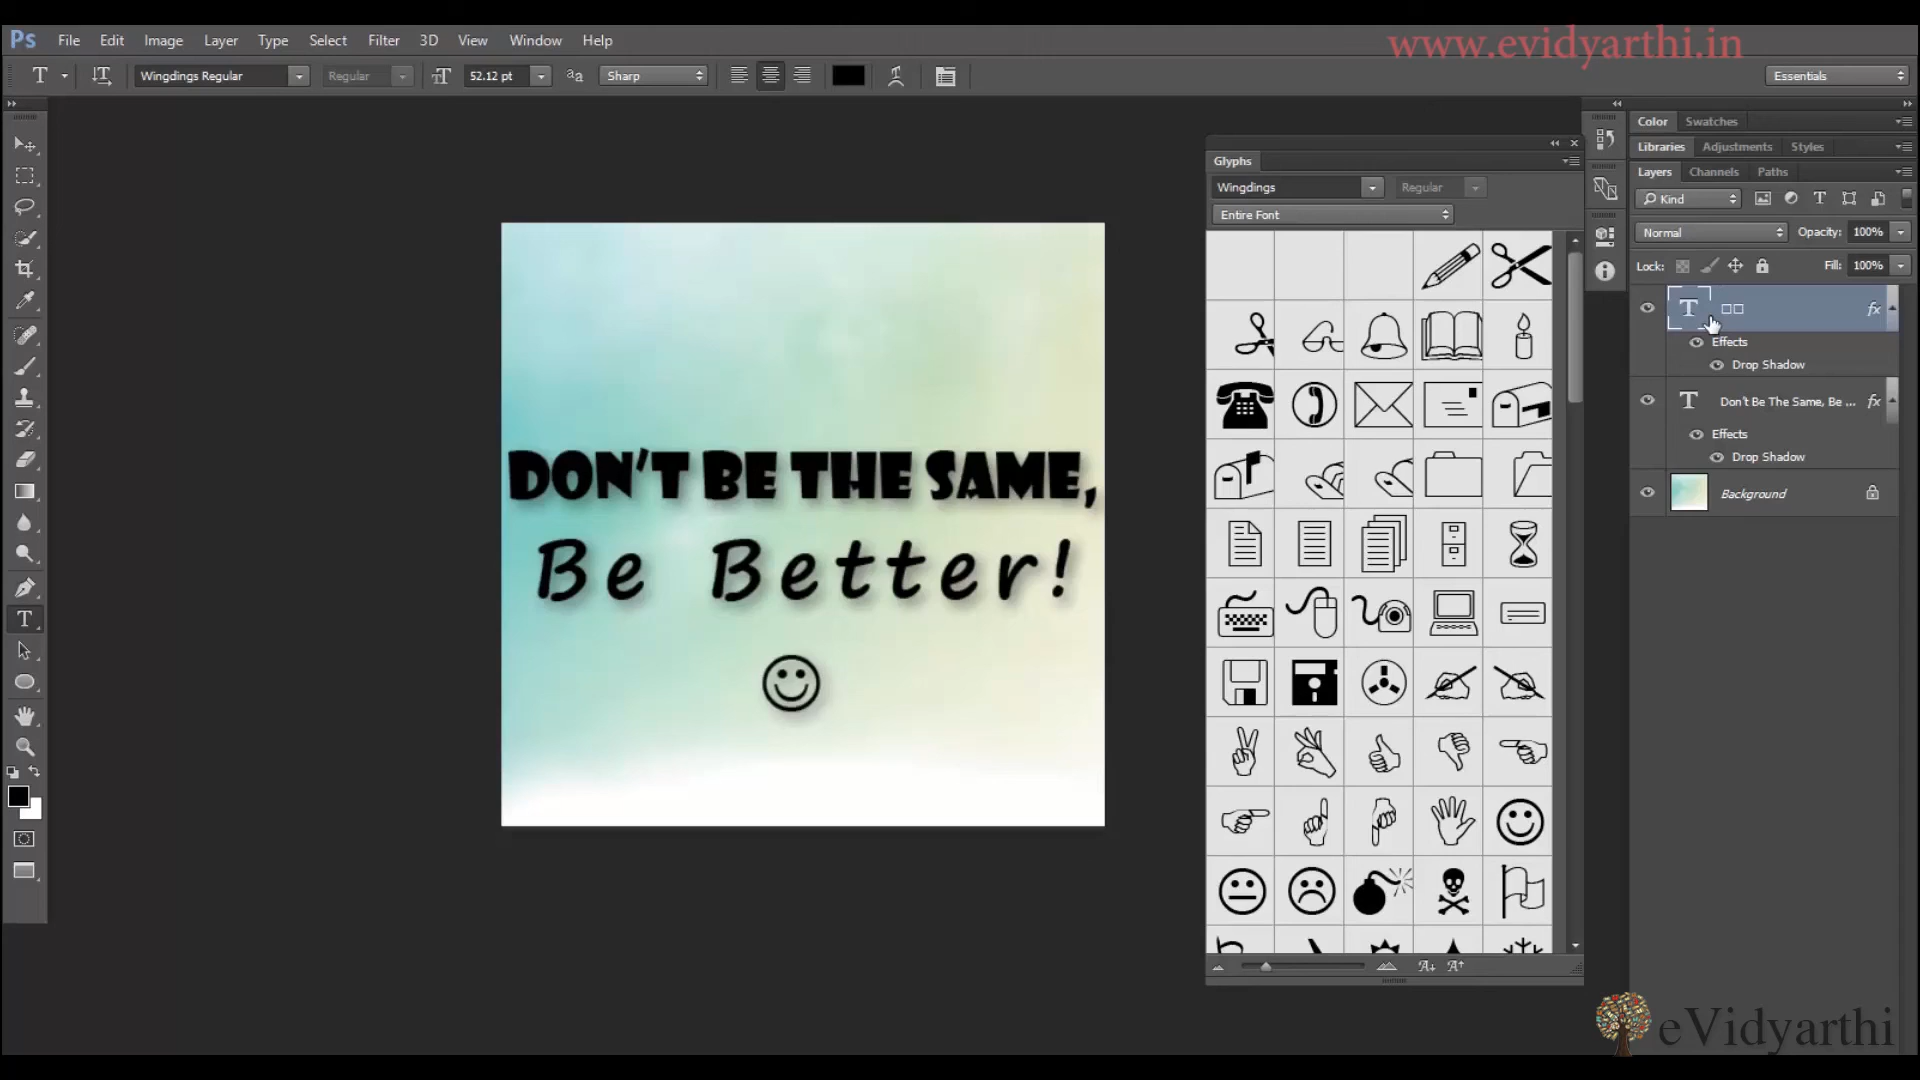 www.evidyarthi.in
Ps File Edit Image Layer Type Select Filter 3D View Window Help
T Wingdings Regular Regular 52.12 pt Sharp Essentials
Color Swatches
Libraries Adjustments Styles
Layers Channels Paths
Kind
Normal Opacity: 100%
Lock: Fill: 100%
T □□ fx
Effects
Drop Shadow
T Don't Be The Same, Be ... fx
Effects
Drop Shadow
Background
Glyphs
Wingdings Regular
Entire Font
DON'T BE THE SAME,
Be Better!
eVidyarthi